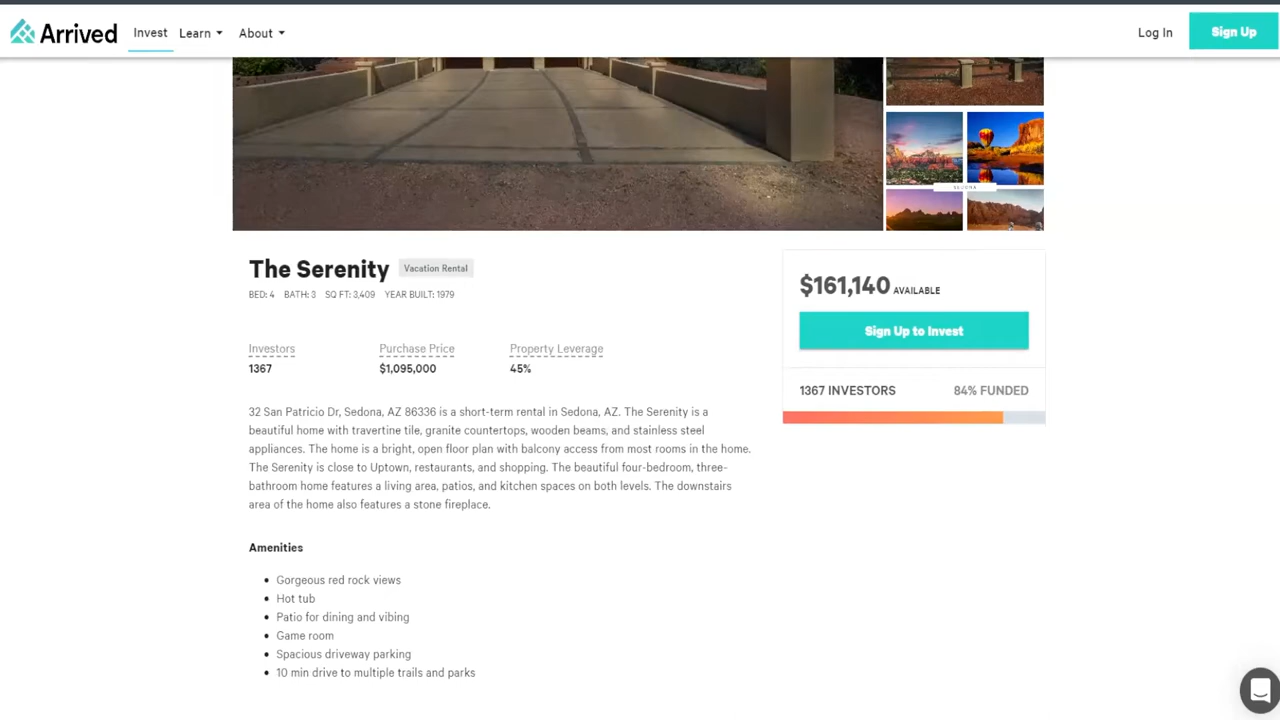 Arrived
Invest
Learn
About
Log In
Sign Up
SEDONA
The Serenity
Vacation Rental
BED: 4 BATH: 3 SQ FT: 3,409 YEAR BUILT: 1979
Investors Purchase Price Property Leverage
1367 $1,095,000 45%
32 San Patricio Dr, Sedona, AZ 86336 is a short-term rental in Sedona, AZ. The Serenity is a
beautiful home with travertine tile, granite countertops, wooden beams, and stainless steel
appliances. The home is a bright, open floor plan with balcony access from most rooms in the home.
The Serenity is close to Uptown, restaurants, and shopping. The beautiful four-bedroom, three-
bathroom home features a living area, patios, and kitchen spaces on both levels. The downstairs
area of the home also features a stone fireplace.
Amenities
• Gorgeous red rock views
• Hot tub
• Patio for dining and vibing
• Game room
• Spacious driveway parking
• 10 min drive to multiple trails and parks
$161,140 AVAILABLE
Sign Up to Invest
1367 INVESTORS 84% FUNDED